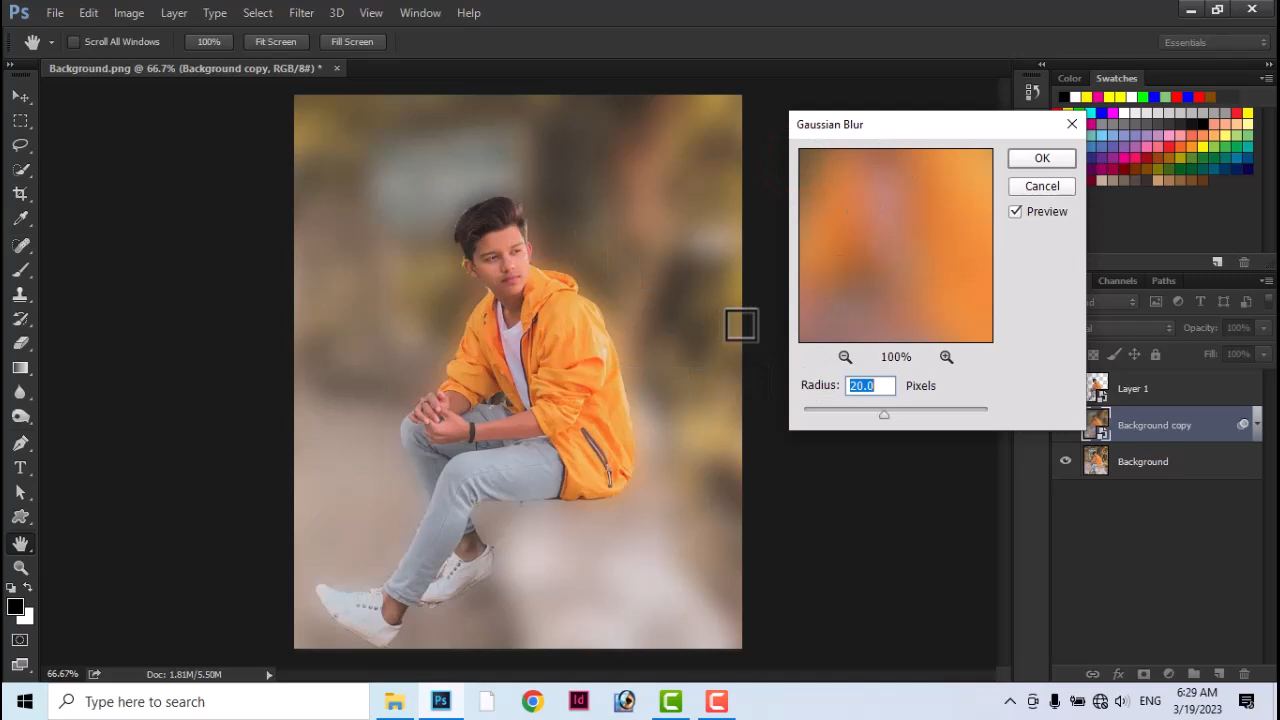 Ps File Edit Image Layer Type Select Filter 3D View Window Help
Scroll All Windows 100% Fit Screen Fill Screen Essentials
Background.png @ 66.7% (Background copy, RGB/8#) * ×
Color Swatches
Gaussian Blur
OK
Cancel
Preview
100%
Radius: 20.0 Pixels
Channels Paths
Opacity: 100%
Fill: 100%
Layer 1
Background copy
Background
66.67% Doc: 1.81M/5.50M
Type here to search
Ps
Id
ENG
6:29 AM
3/19/2023